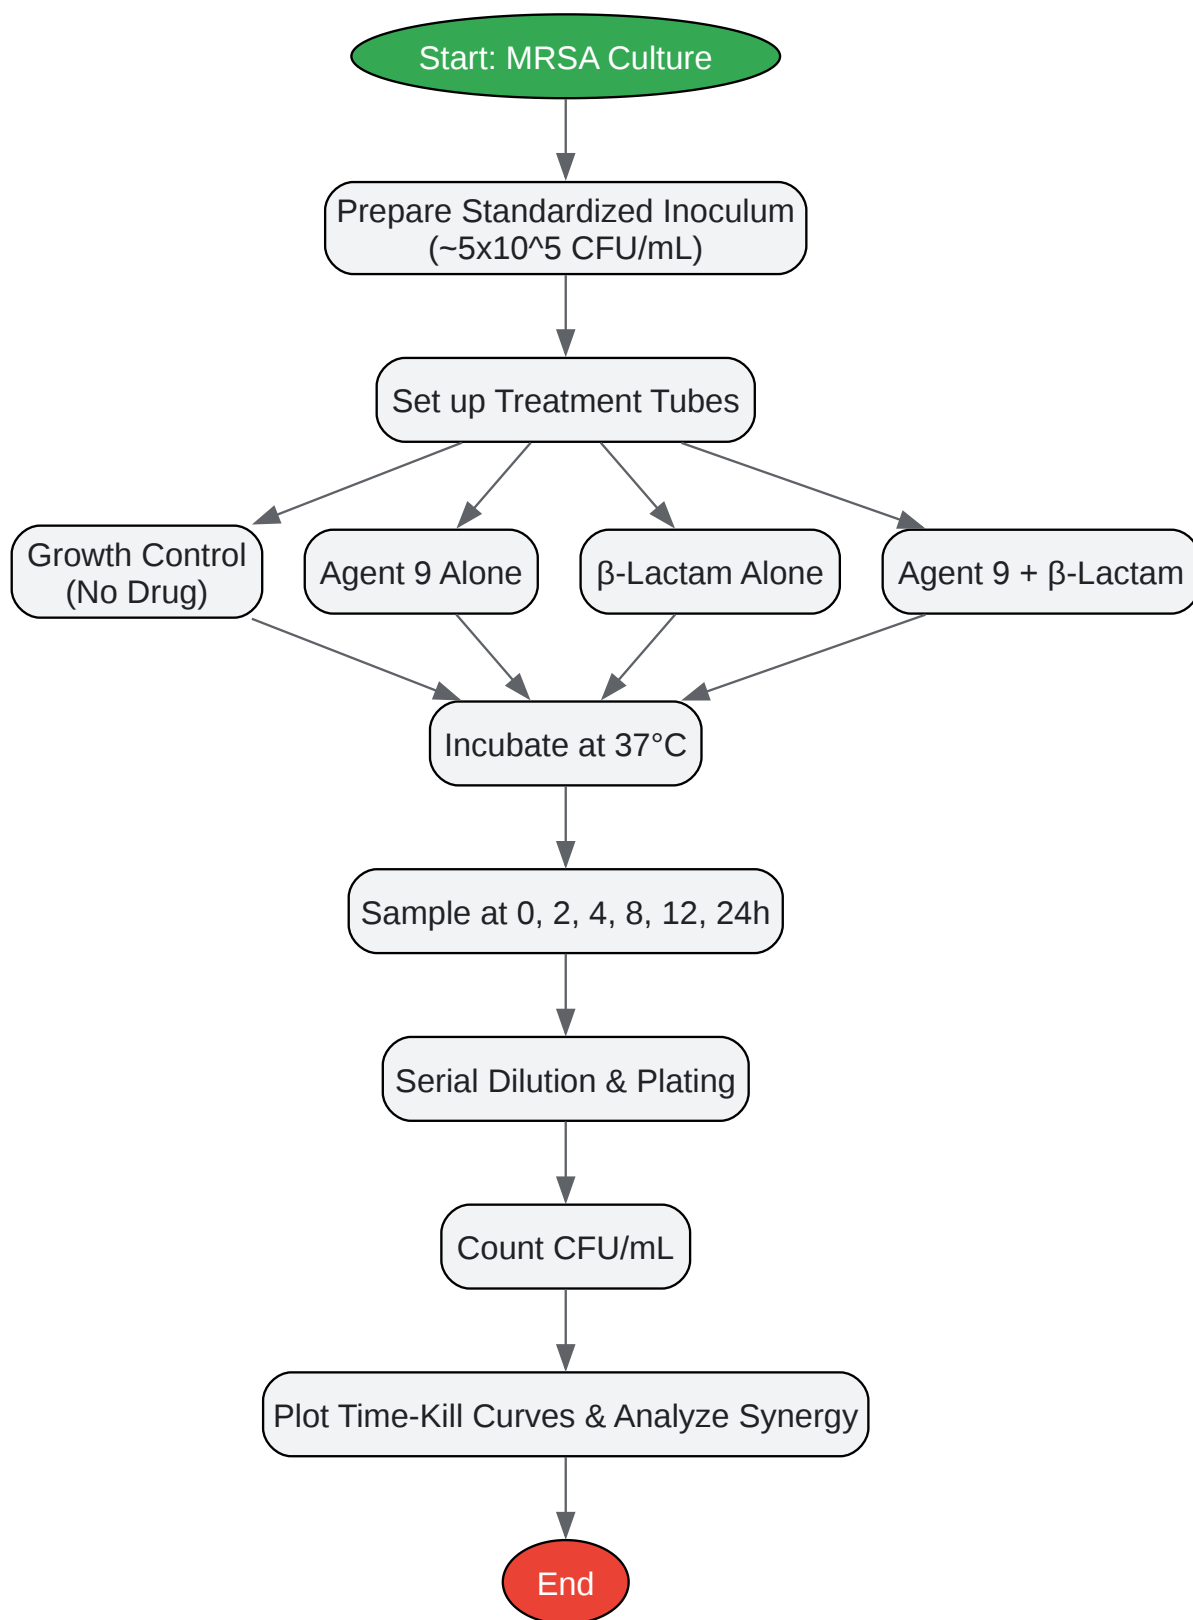 Start: MRSA Culture
Prepare Standardized Inoculum
(~5x10^5 CFU/mL)
Set up Treatment Tubes
Growth Control
(No Drug)
Agent 9 Alone
β-Lactam Alone
Agent 9 + β-Lactam
Incubate at 37°C
Sample at 0, 2, 4, 8, 12, 24h
Serial Dilution & Plating
Count CFU/mL
Plot Time-Kill Curves & Analyze Synergy
End